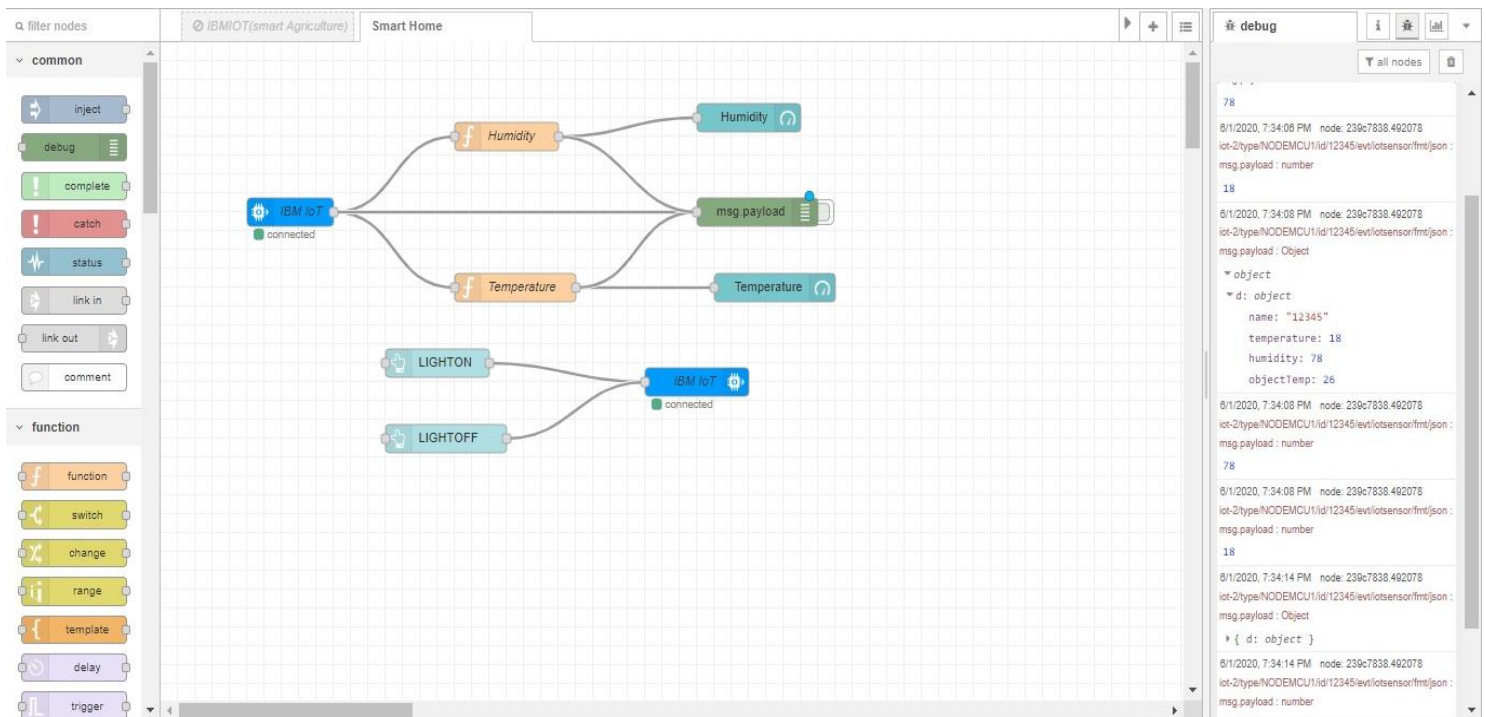 filter nodes
IBMIOT(smart Agriculture)
Smart Home
common
inject
debug
complete
catch
status
link in
link out
comment
function
function
switch
change
range
template
delay
trigger
Humidity
Humidity
IBM IoT
connected
msg.payload
Temperature
Temperature
LIGHTON
IBM IoT
connected
LIGHTOFF
debug
i
all nodes
78
6/1/2020, 7:34:06 PM node: 239c7838.492078
iot-2/type/NODEMCU1/id/12345/evt/iotsensor/fmt/json :
msg.payload : number
18
6/1/2020, 7:34:08 PM node: 239c7838.492078
iot-2/type/NODEMCU1/id/12345/evt/iotsensor/fmt/json :
msg.payload : Object
object
d: object
name: "12345"
temperature: 18
humidity: 78
objectTemp: 26
6/1/2020, 7:34:08 PM node: 239c7838.492078
iot-2/type/NODEMCU1/id/12345/evt/iotsensor/fmt/json :
msg.payload : number
78
6/1/2020, 7:34:08 PM node: 239c7838.492078
iot-2/type/NODEMCU1/id/12345/evt/iotsensor/fmt/json :
msg.payload : number
18
6/1/2020, 7:34:14 PM node: 239c7838.492078
iot-2/type/NODEMCU1/id/12345/evt/iotsensor/fmt/json :
msg.payload : Object
{ d: object }
6/1/2020, 7:34:14 PM node: 239c7838.492078
iot-2/type/NODEMCU1/id/12345/evt/iotsensor/fmt/json :
msg.payload : number